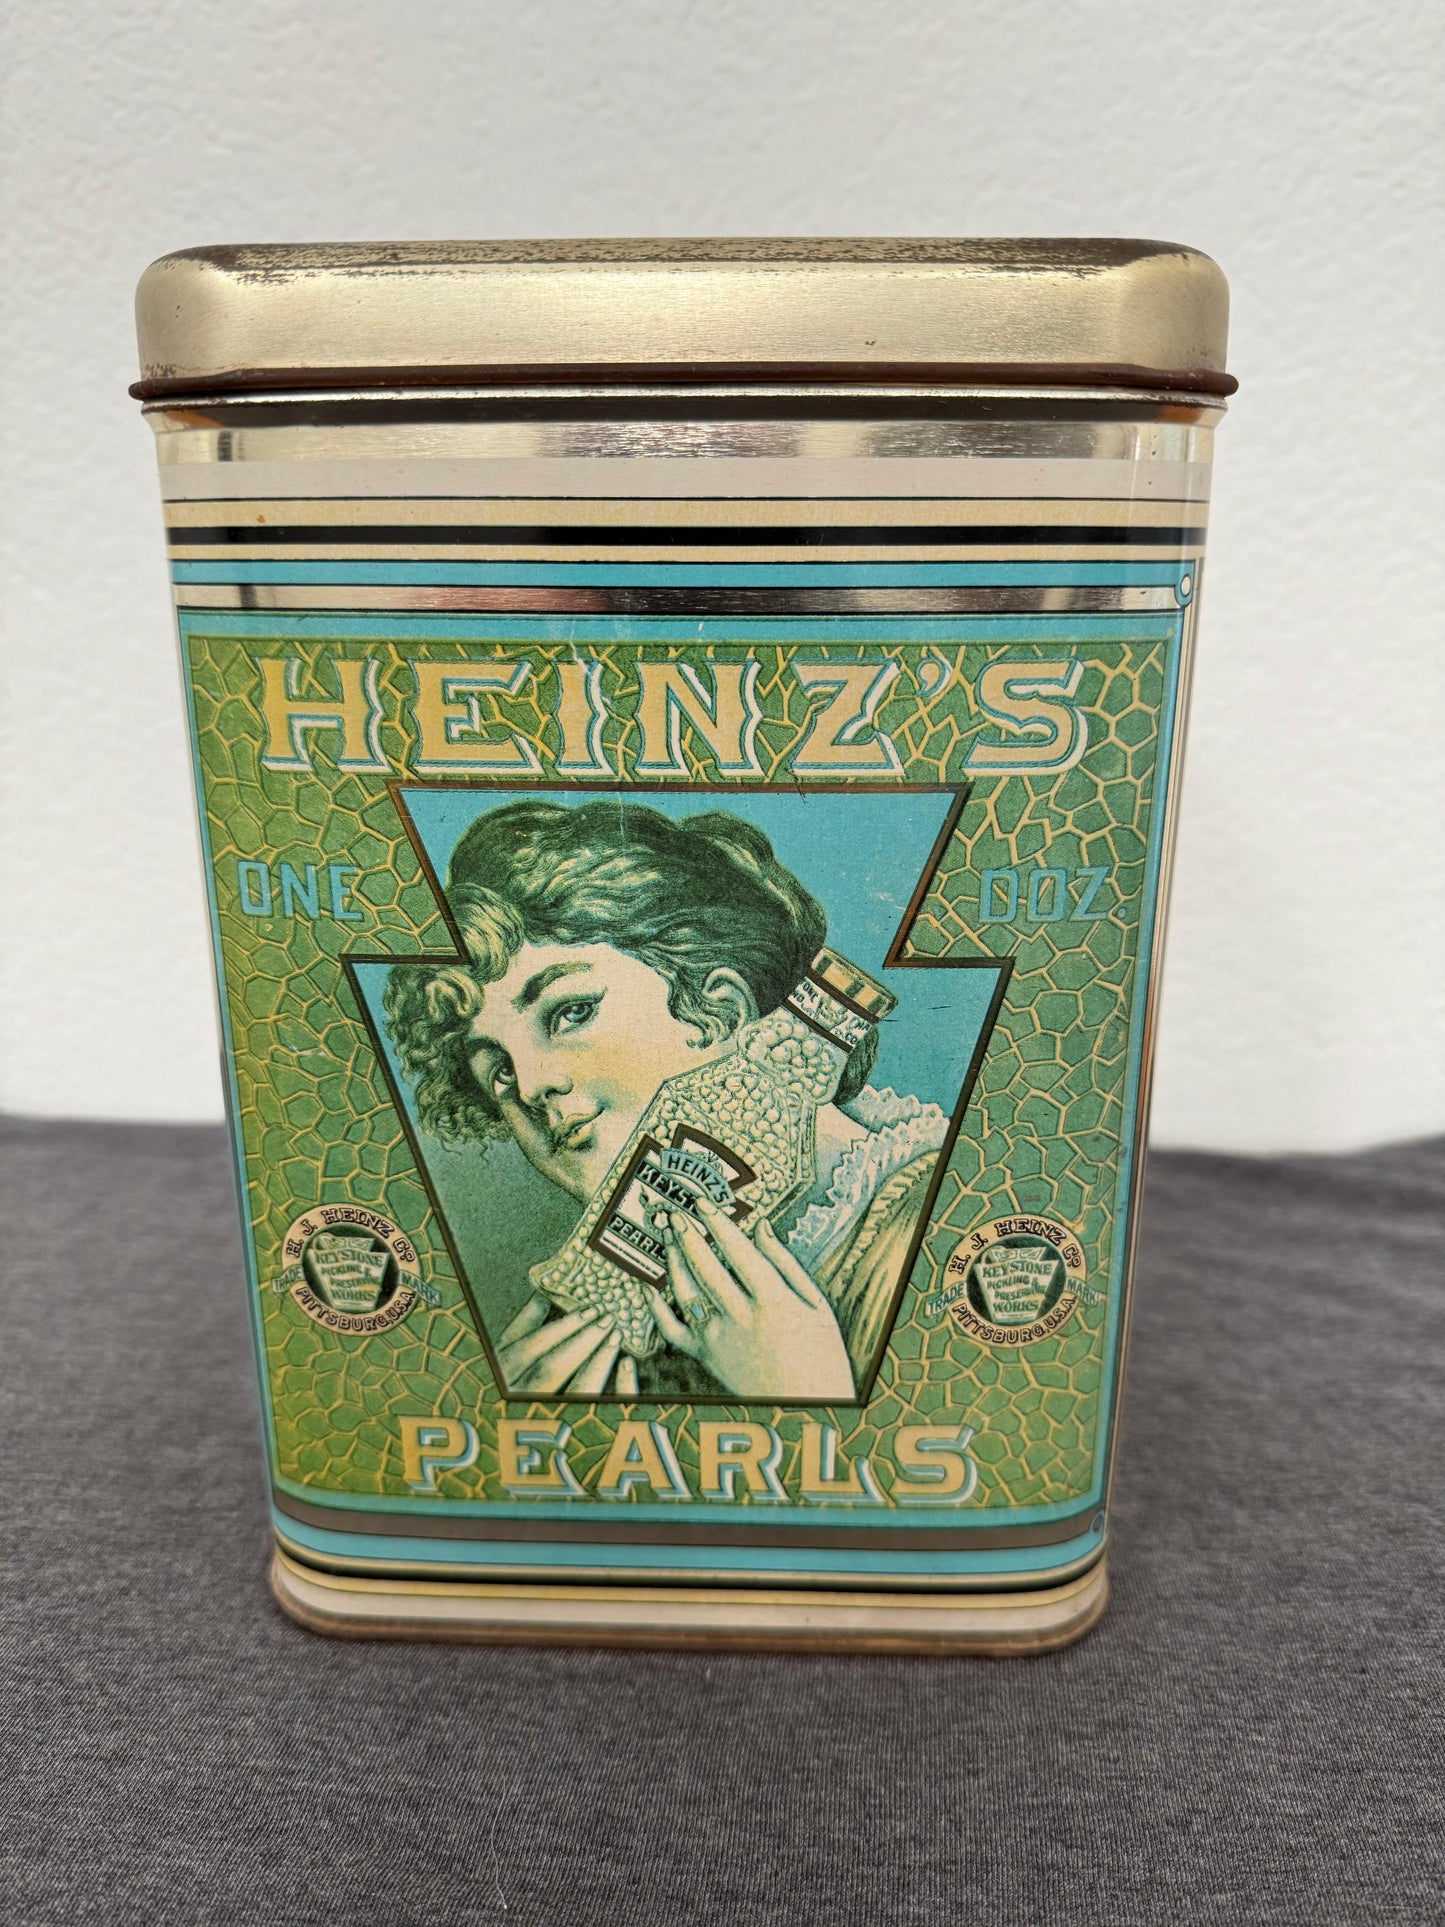 HEINZ'S
ONE DOZ.
HEINZ'S
PEARL
H. J. HEINZ CO.
KEYSTONE
PICKLING &
PRESERVING
WORKS
TRADE MARK
PITTSBURG, U.S.A.
H. J. HEINZ CO.
KEYSTONE
PICKLING &
PRESERVING
WORKS
TRADE MARK
PITTSBURG, U.S.A.
PEARLS